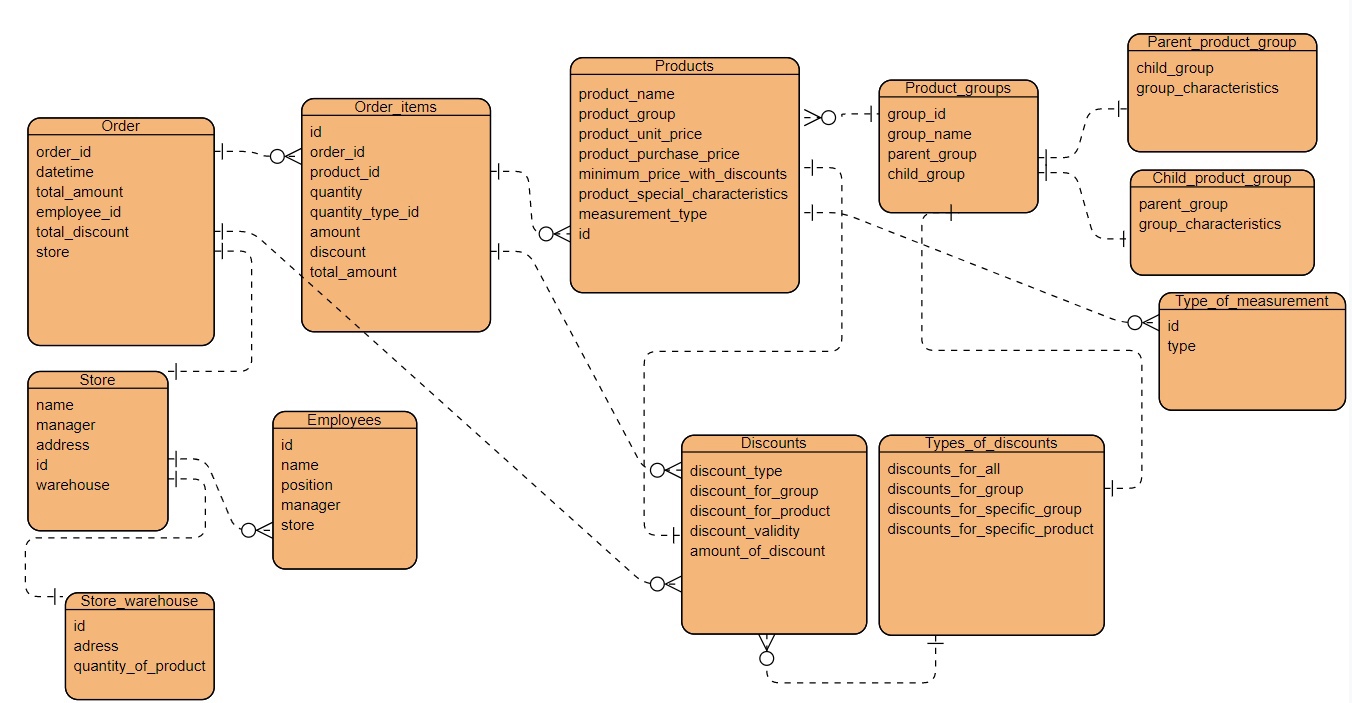 Order
order_id
datetime
total_amount
employee_id
total_discount
store
Order_items
id
order_id
product_id
quantity
quantity_type_id
amount
discount
total_amount
Products
product_name
product_group
product_unit_price
product_purchase_price
minimum_price_with_discounts
product_special_characteristics
measurement_type
id
Product_groups
group_id
group_name
parent_group
child_group
Parent_product_group
child_group
group_characteristics
Child_product_group
parent_group
group_characteristics
Type_of_measurement
id
type
Store
name
manager
address
id
warehouse
Employees
id
name
position
manager
store
Discounts
discount_type
discount_for_group
discount_for_product
discount_validity
amount_of_discount
Types_of_discounts
discounts_for_all
discounts_for_group
discounts_for_specific_group
discounts_for_specific_product
Store_warehouse
id
adress
quantity_of_product